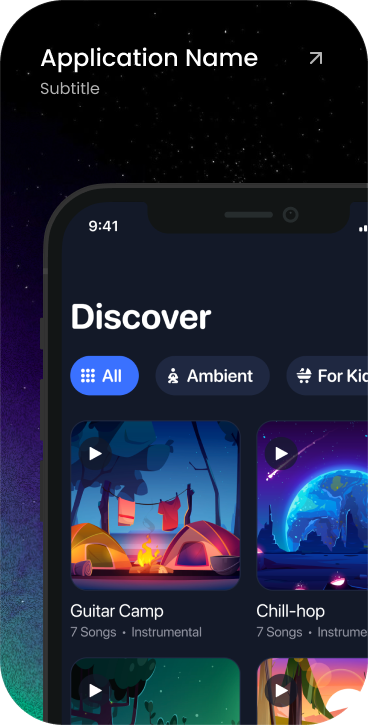 Application Name
Subtitle
9:41
Discover
All
Ambient
For Kid
Guitar Camp
Chill-hop
7 Songs • Instrumental
7 Songs • Instrume